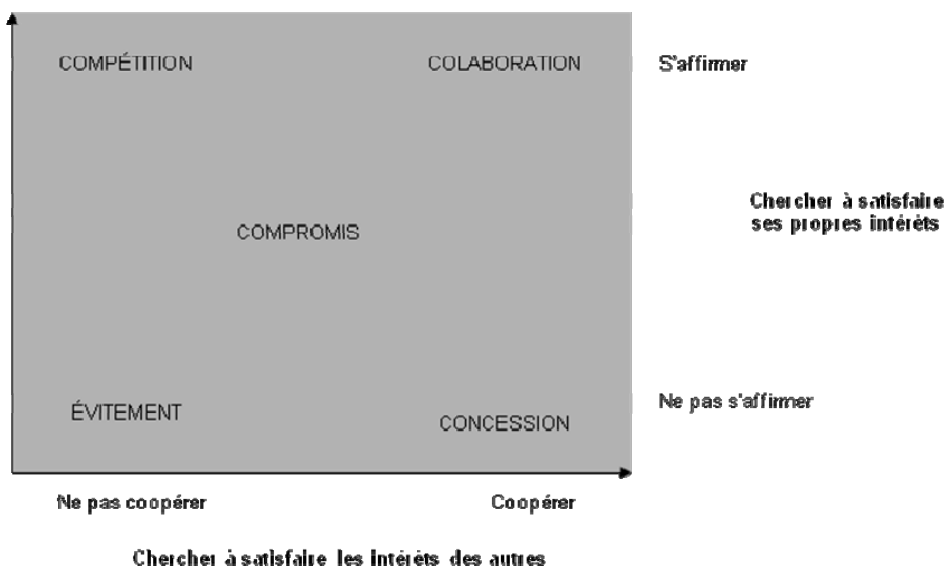 COMPÉTITION
COLABORATION
S'affirmer
Chercher à satisfaire
ses propres intérêts
COMPROMIS
ÉVITEMENT
CONCESSION
Ne pas s'affirmer
Ne pas coopérer
Coopérer
Chercher à satisfaire les intérêts des autres